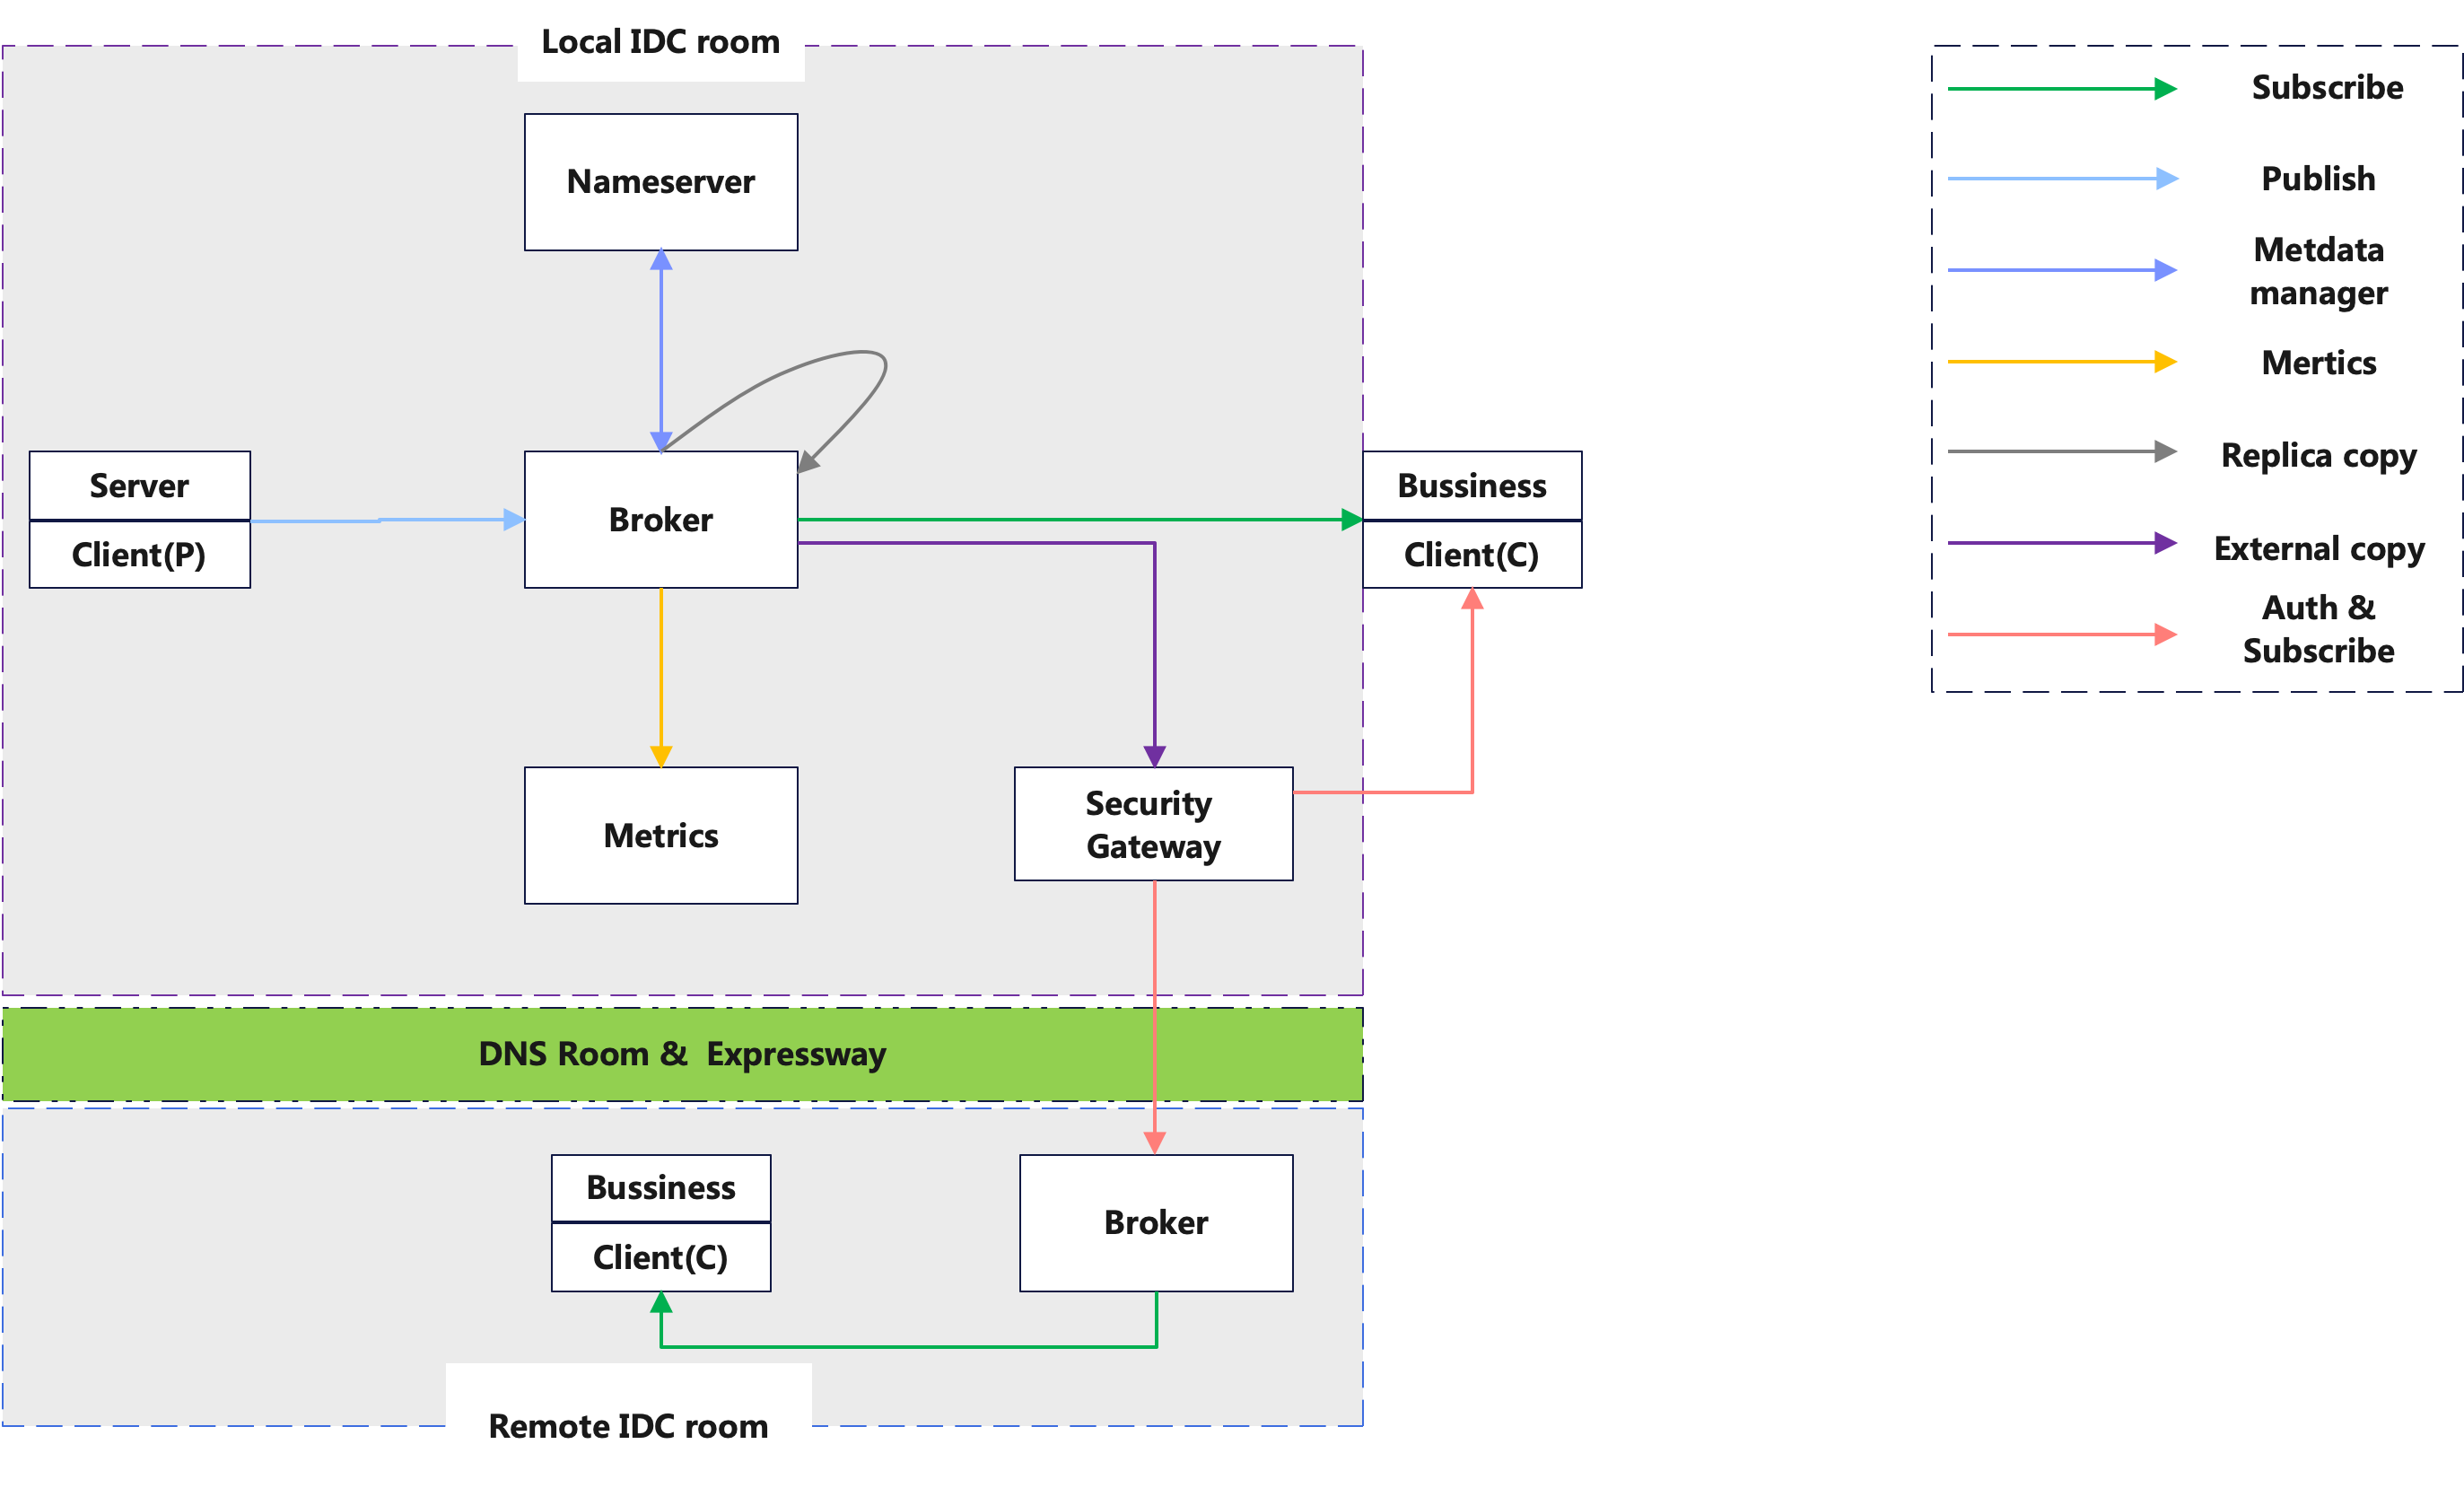 Local IDC room
Nameserver
Server
Client(P)
Broker
Bussiness
Client(C)
Metrics
Security
Gateway
DNS Room &  Expressway
Bussiness
Client(C)
Broker
Remote IDC room
Subscribe
Publish
Metdata
manager
Mertics
Replica copy
External copy
Auth &
Subscribe